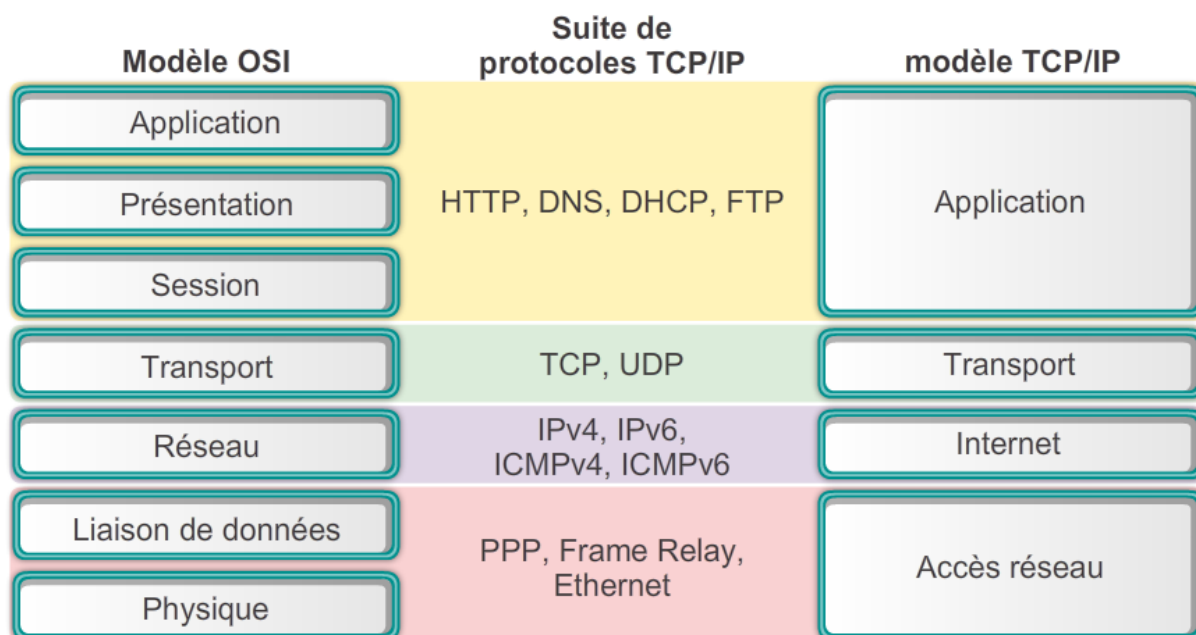 Modèle OSI
Suite de
protocoles TCP/IP
modèle TCP/IP
Application
Présentation
Session
HTTP, DNS, DHCP, FTP
Application
Transport
TCP, UDP
Transport
Réseau
IPv4, IPv6,
ICMPv4, ICMPv6
Internet
Liaison de données
Physique
PPP, Frame Relay,
Ethernet
Accès réseau